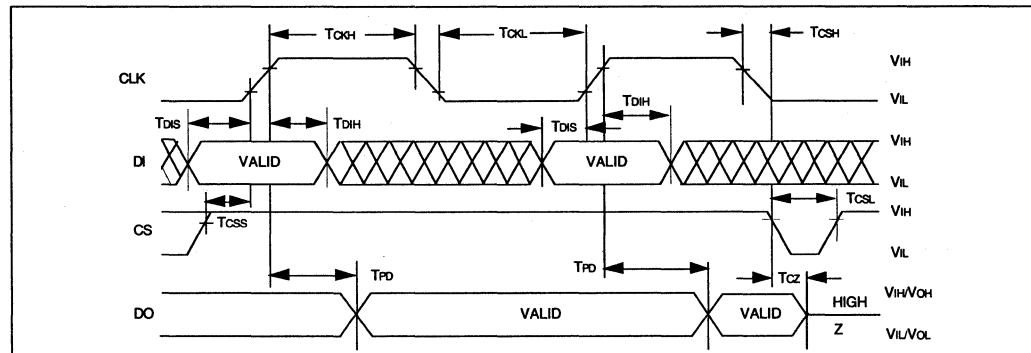 TCKH
TCKL
TCSH
CLK
VIH
VIL
TDIS
TDIH
TDIS
TDIH
DI
VALID
VALID
VIH
VIL
TCSS
TCSL
CS
VIH
VIL
TPD
TPD
TCZ
DO
VALID
VALID
HIGH
Z
VIH/VOH
VIL/VOL